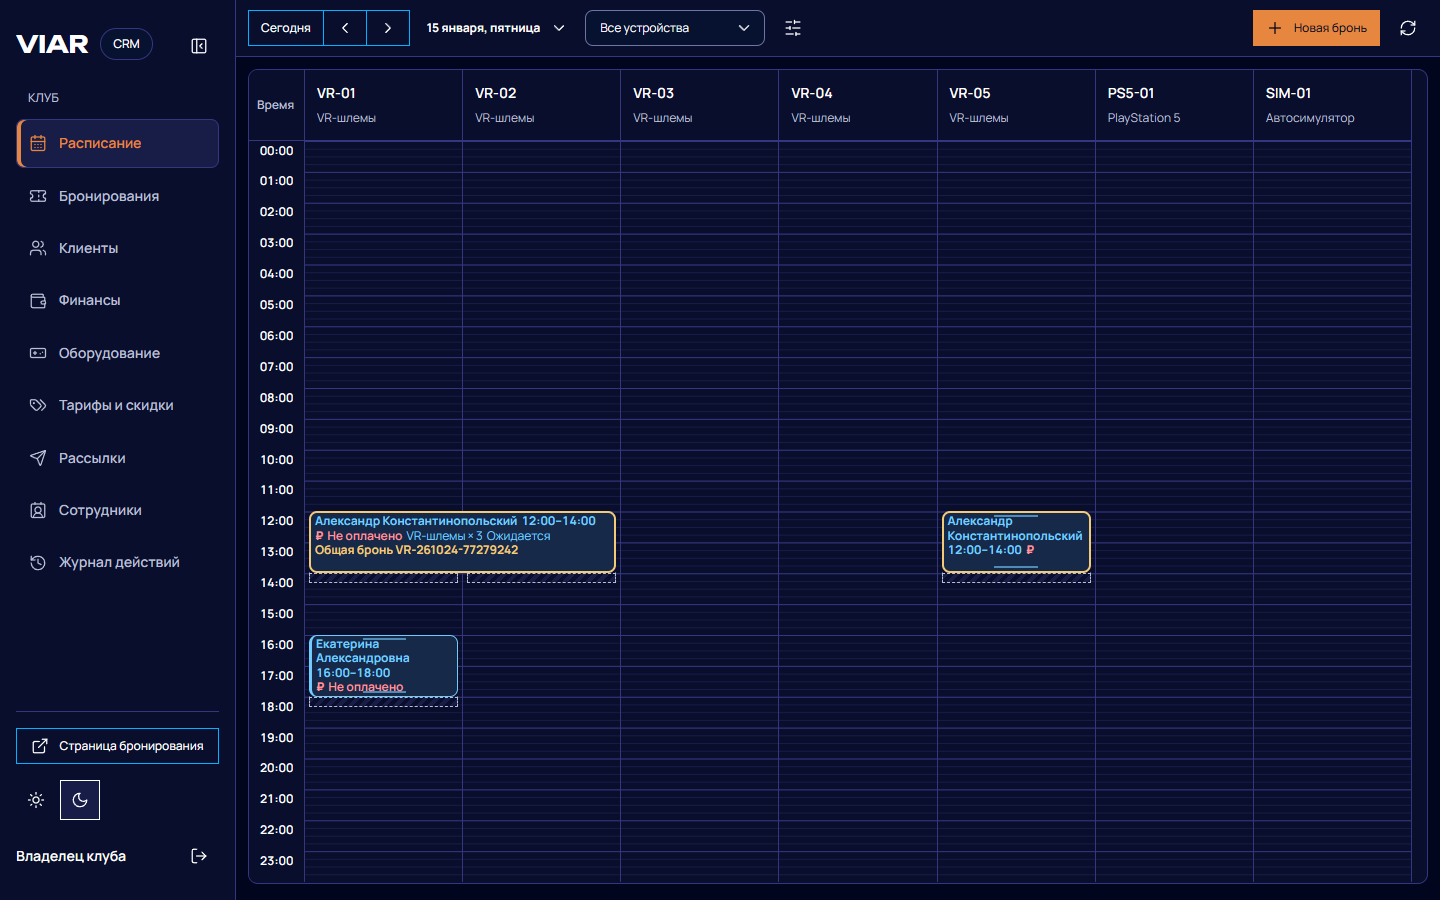 VIAR CRM
КЛУБ
Расписание
Бронирования
Клиенты
Финансы
Оборудование
Тарифы и скидки
Рассылки
Сотрудники
Журнал действий
Страница бронирования
Владелец клуба
Сегодня
15 января, пятница
Все устройства
Новая бронь
Время
VR-01
VR-шлемы
VR-02
VR-шлемы
VR-03
VR-шлемы
VR-04
VR-шлемы
VR-05
VR-шлемы
PS5-01
PlayStation 5
SIM-01
Автосимулятор
00:00
01:00
02:00
03:00
04:00
05:00
06:00
07:00
08:00
09:00
10:00
11:00
12:00
13:00
14:00
15:00
16:00
17:00
18:00
19:00
20:00
21:00
22:00
23:00
Александр Константинопольский 12:00–14:00
₽ Не оплачено VR-шлемы × 3 Ожидается
Общая бронь VR-261024-77279242
Александр
Константинопольский
12:00–14:00 ₽
Екатерина
Александровна
16:00–18:00
₽ Не оплачено